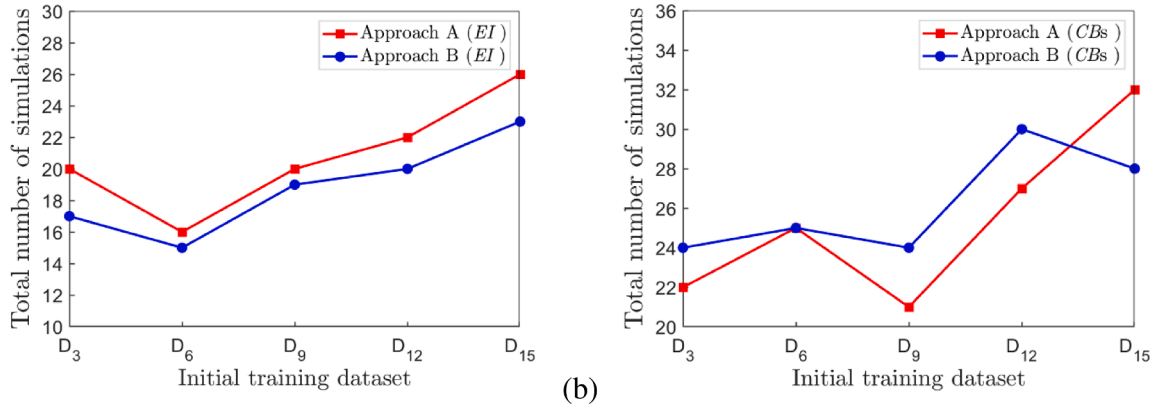 Total number of simulations
30
28
26
24
22
20
18
16
14
12
10
Approach A (EI )
Approach B (EI )
D3 D6 D9 D12 D15
Initial training dataset
(b)
Total number of simulations
36
34
32
30
28
26
24
22
20
Approach A (CBs )
Approach B (CBs )
D3 D6 D9 D12 D15
Initial training dataset